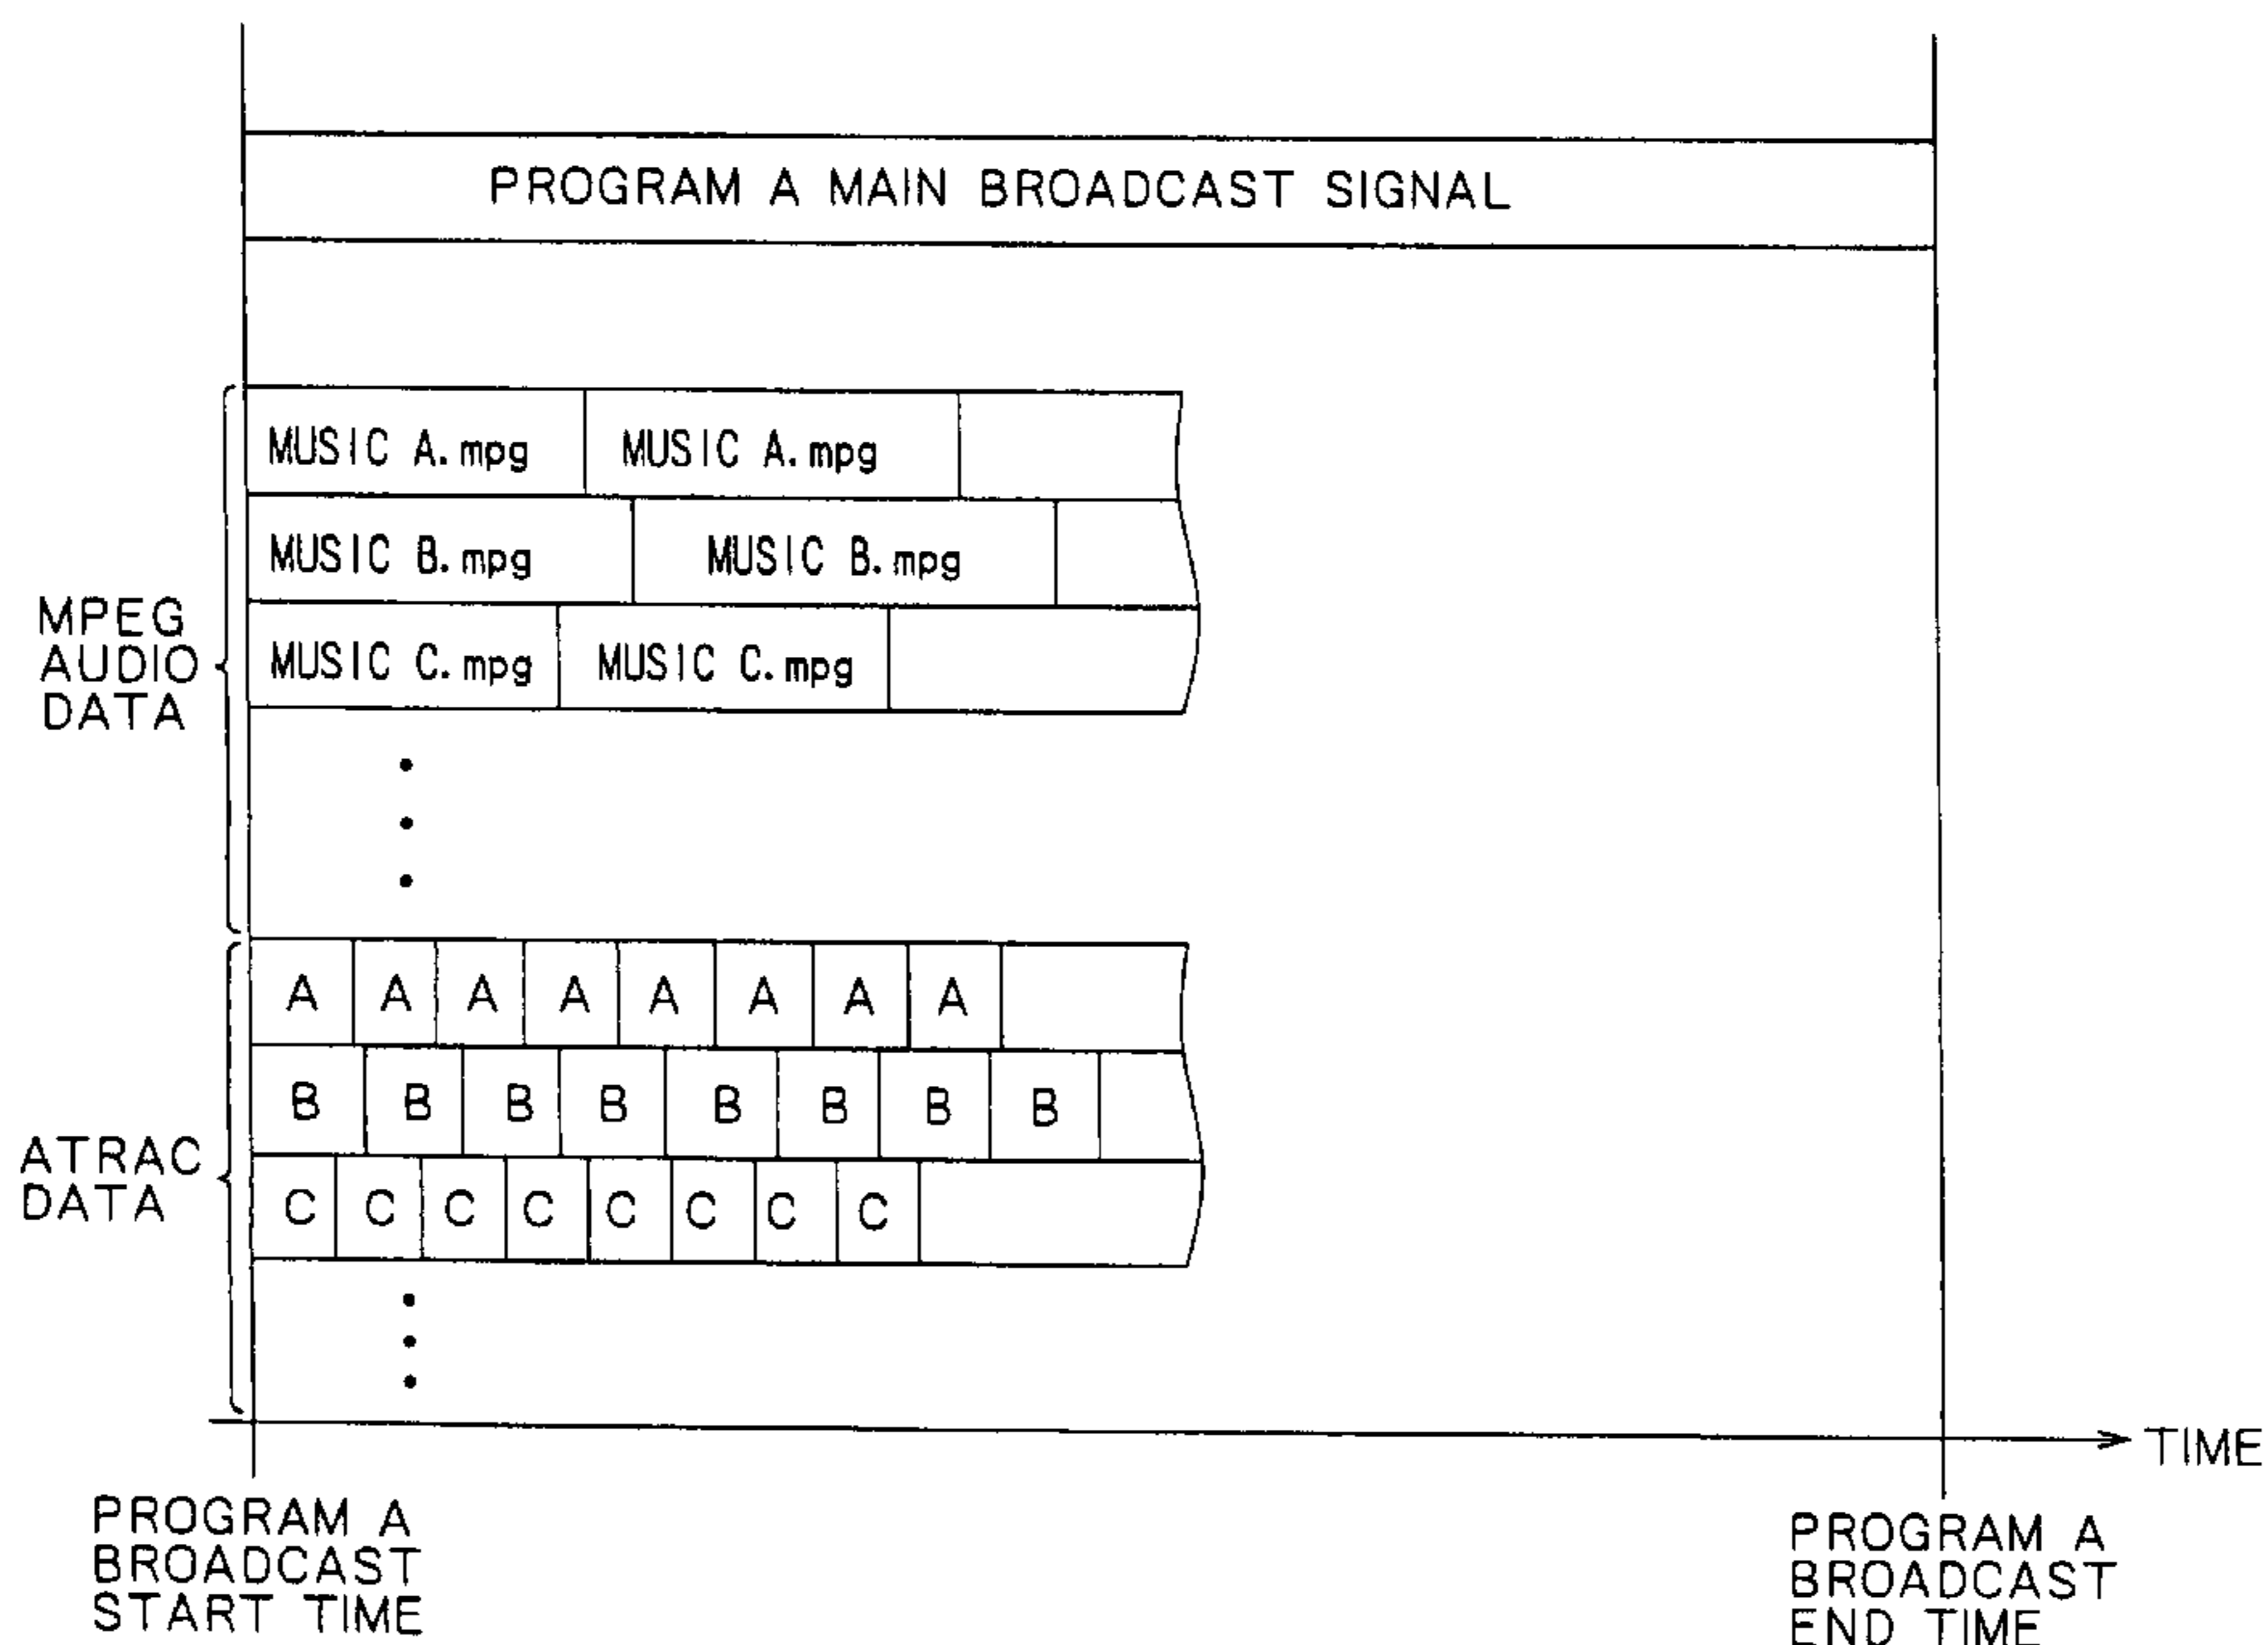 PROGRAM A MAIN BROADCAST SIGNAL
MUSIC A.mpg MUSIC A.mpg
MUSIC B.mpg MUSIC B.mpg
MUSIC C.mpg MUSIC C.mpg
MPEG
AUDIO
DATA
A A A A A A A A
B B B B B B B B
C C C C C C C C
ATRAC
DATA
TIME
PROGRAM A
BROADCAST
START TIME
PROGRAM A
BROADCAST
END TIME